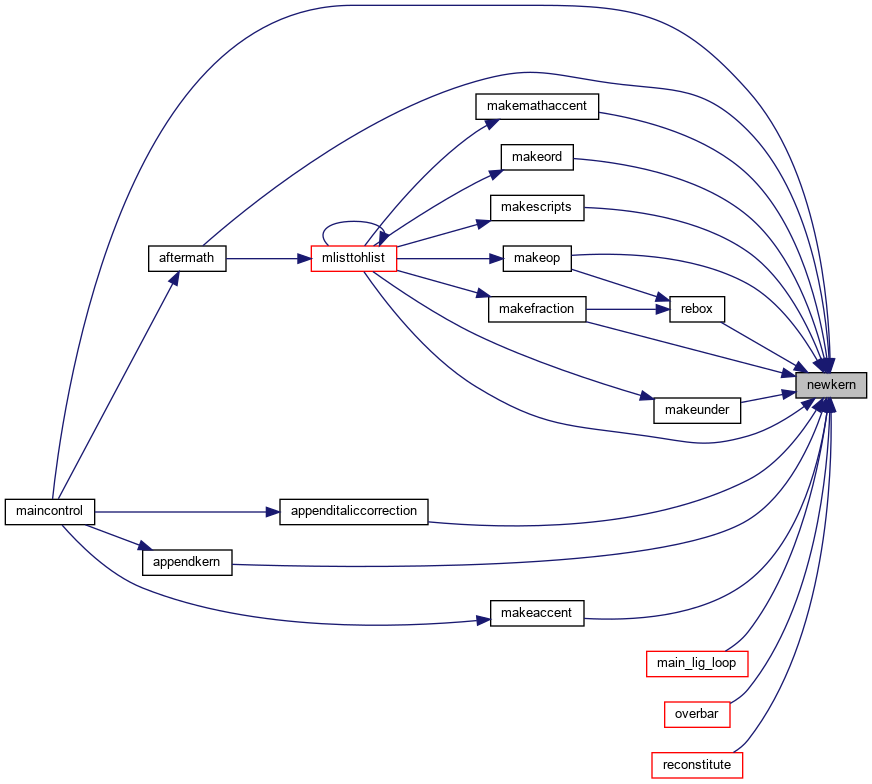 makemathaccent
makeord
makescripts
aftermath
mlisttohlist
makeop
makefraction
rebox
newkern
makeunder
maincontrol
appenditaliccorrection
appendkern
makeaccent
main_lig_loop
overbar
reconstitute